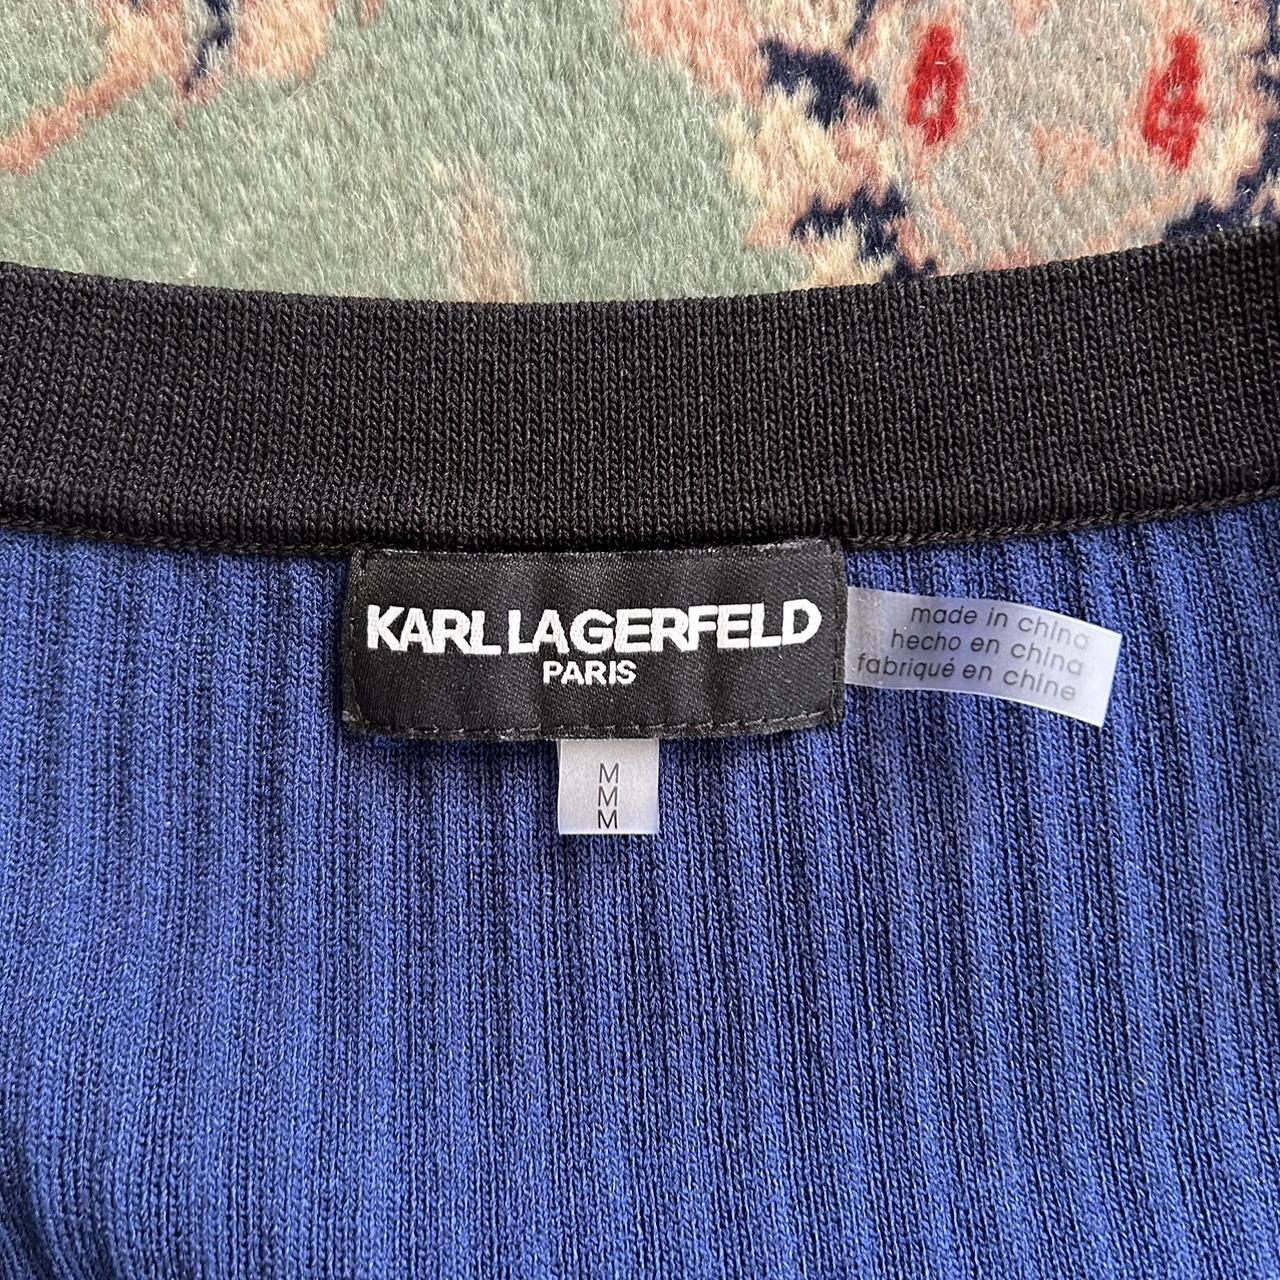 KARL LAGERFELD
PARIS
made in china
hecho en china
fabriqué en chine
M
M
M